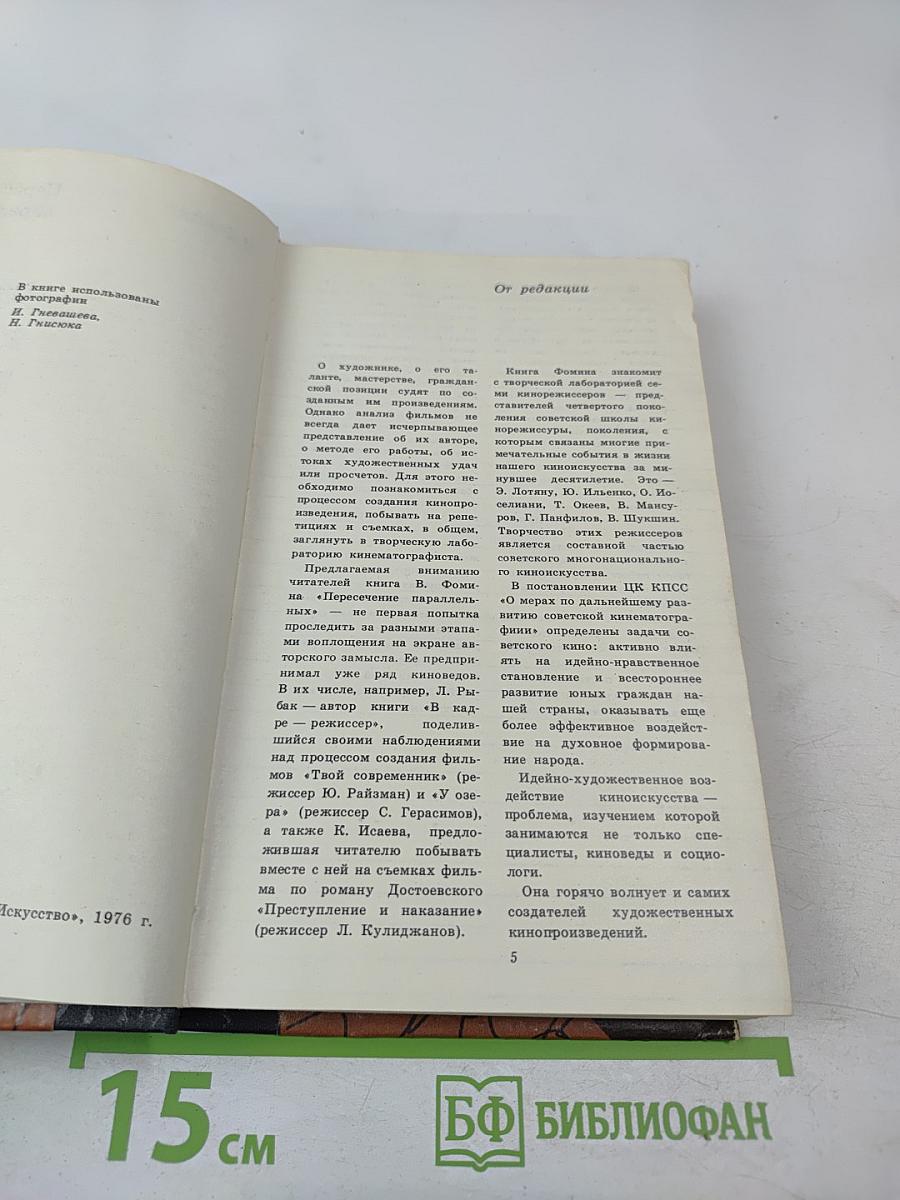 В книге использованы
фотографии
И. Гневашева,
Н. Гнисюка
Искусство», 1976 г.
От редакции
О художнике, о его та-
ланте, мастерстве, граждан-
ской позиции судят по со-
зданным им произведениям.
Однако анализ фильмов не
всегда дает исчерпывающее
представление об их авторе,
о методе его работы, об ис-
токах художественных удач
или просчетов. Для этого не-
обходимо познакомиться с
процессом создания кинопро-
изведения, побывать на репе-
тициях и съемках, в общем,
заглянуть в творческую лабо-
раторию кинематографиста.
Предлагаемая вниманию
читателей книга В. Фоми-
на «Пересечение параллель-
ных» — не первая попытка
проследить за разными этапа-
ми воплощения на экране ав-
торского замысла. Ее предпри-
нимал уже ряд киноведов.
В их числе, например, Л. Ры-
бак — автор книги «В кад-
ре — режиссер», поделив-
шийся своими наблюдениями
над процессом создания филь-
мов «Твой современник» (ре-
жиссер Ю. Райзман) и «У озе-
ра» (режиссер С. Герасимов),
а также К. Исаева, предло-
жившая читателю побывать
вместе с ней на съемках филь-
ма по роману Достоевского
«Преступление и наказание»
(режиссер Л. Кулиджанов).
Книга Фомина знакомит
с творческой лабораторией се-
ми кинорежиссеров — пред-
ставителей четвертого поко-
ления советской школы ки-
норежиссуры, поколения, с
которым связаны многие при-
мечательные события в жизни
нашего киноискусства за ми-
нувшее десятилетие. Это —
Э. Лотяну, Ю. Ильенко, О. Ио-
селиани, Т. Океев, В. Мансу-
ров, Г. Панфилов, В. Шукшин.
Творчество этих режиссеров
является составной частью
советского многонационально-
го киноискусства.
В постановлении ЦК КПСС
«О мерах по дальнейшему раз-
витию советской кинематогра-
фиии» определены задачи со-
ветского кино: активно вли-
ять на идейно-нравственное
становление и всестороннее
развитие юных граждан на-
шей страны, оказывать еще
более эффективное воздейст-
вие на духовное формирова-
ние народа.
Идейно-художественное воз-
действие киноискусства —
проблема, изучением которой
занимаются не только спе-
циалисты, киноведы и социо-
логи.
Она горячо волнует и самих
создателей художественных
кинопроизведений.
5
15 см
БФ БИБЛИОФАН